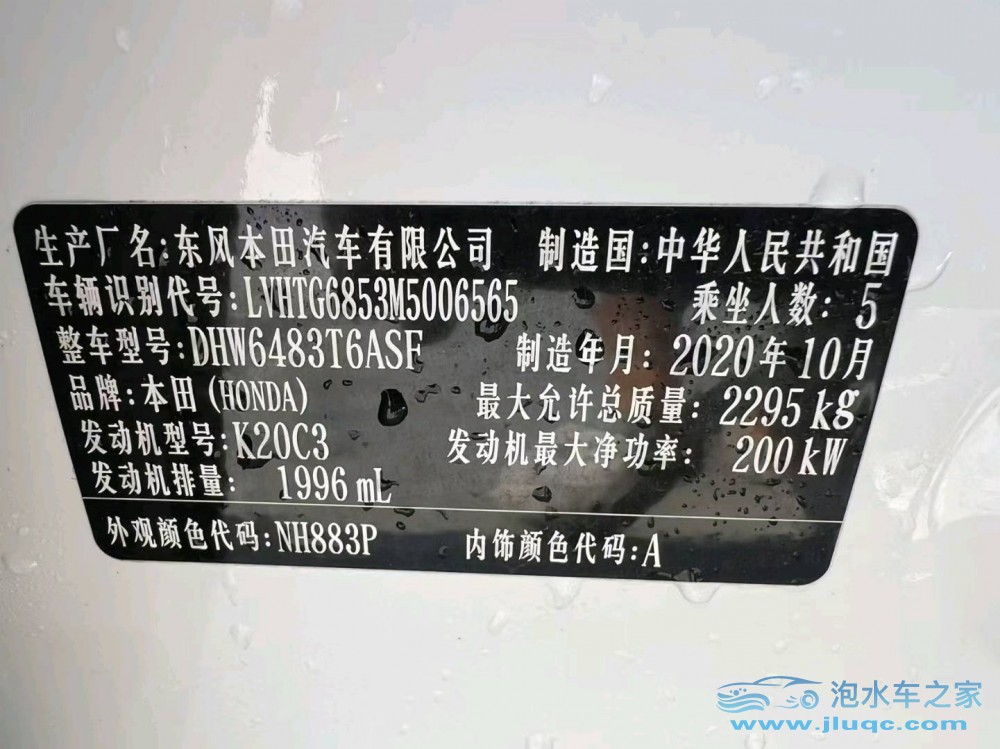 生产厂名:东风本田汽车有限公司 制造国:中华人民共和国
车辆识别代号:LVHTG6853M5006565 乘坐人数: 5
整车型号:DHW6483T6ASF 制造年月: 2020年10月
品牌:本田 (HONDA) 最大允许总质量: 2295kg
发动机型号:K20C3 发动机最大净功率: 200kW
发动机排量: 1996 mL
外观颜色代码:NH883P 内饰颜色代码:A
泡水车之家
www.jluqc.com